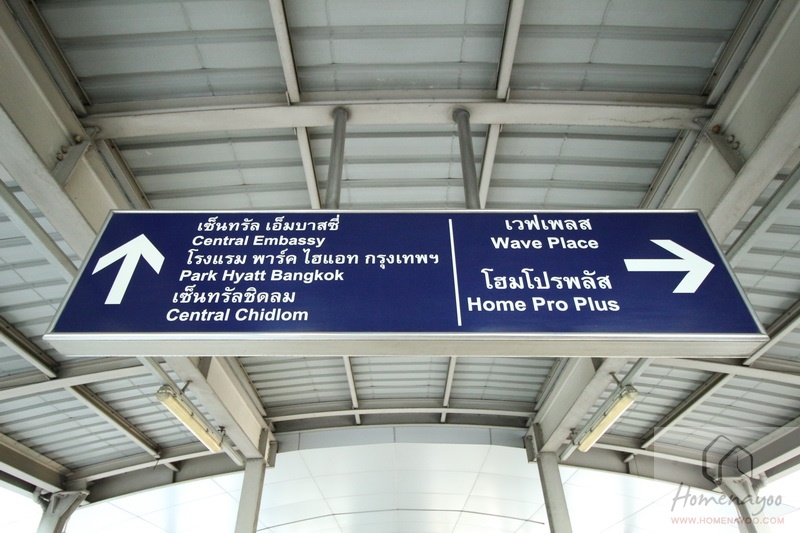 เซ็นทรัล เอ็มบาสซี่
Central Embassy
โรงแรม พาร์ค ไฮแอท กรุงเทพฯ
Park Hyatt Bangkok
เซ็นทรัลชิดลม
Central Chidlom
เวฟเพลส
Wave Place
โฮมโปรพลัส
Home Pro Plus
Homenayoo
WWW.HOMENAYOO.COM